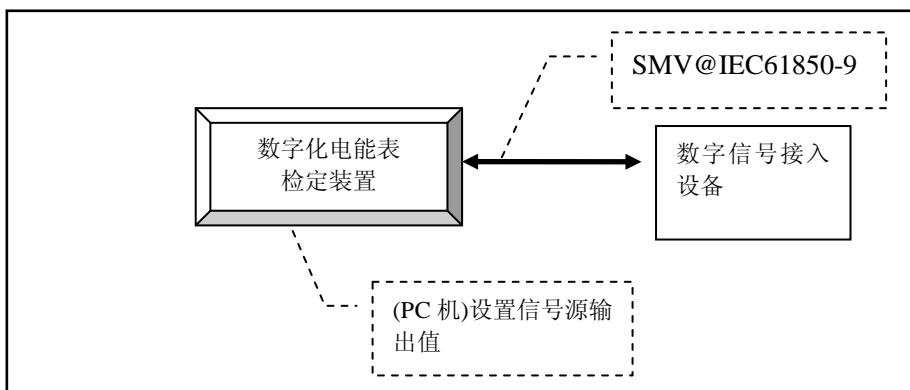 SMV@IEC61850-9
数字化电能表
检定装置
数字信号接入
设备
(PC 机)设置信号源输
出值